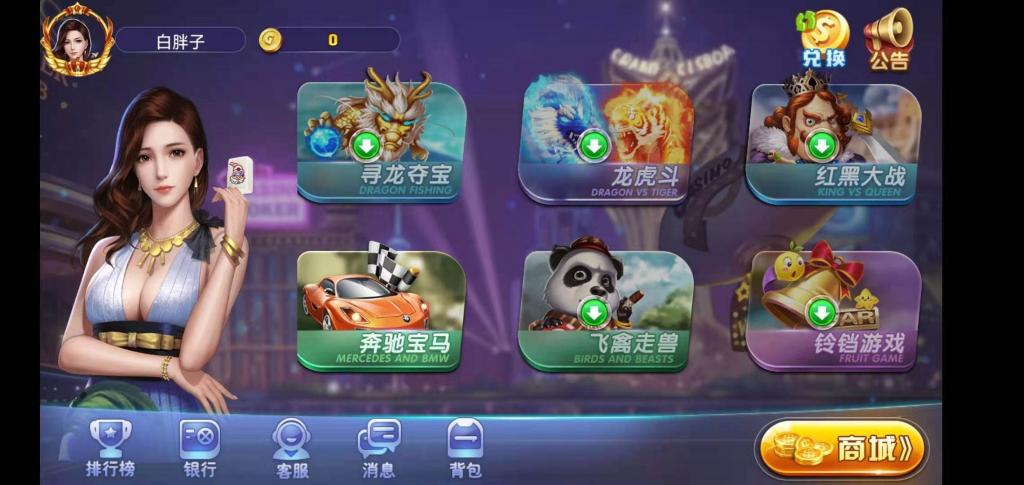 白胖子
0
兑换
公告
GRAND LISBOA
寻龙夺宝
DRAGON FISHING
龙虎斗
DRAGON VS TIGER
红黑大战
KING VS QUEEN
奔驰宝马
MERCEDES AND BMW
飞禽走兽
BIRDS AND BEASTS
铃铛游戏
FRUIT GAME
排行榜
银行
客服
消息
背包
商城》